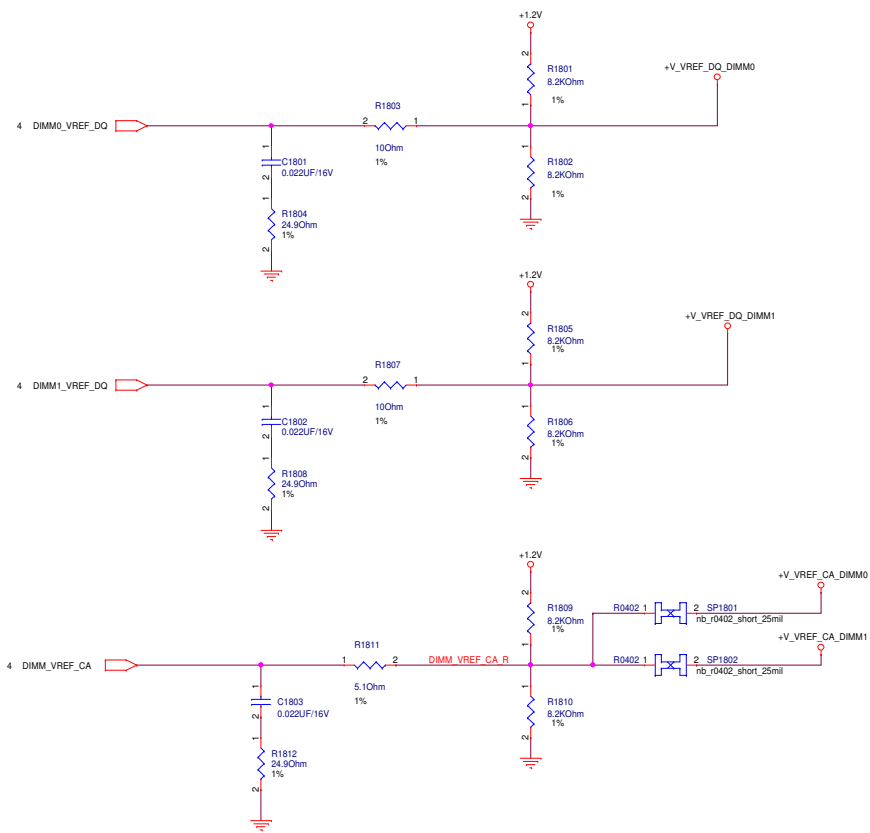 +1.2V
2
R1801
8.2KOhm
1%
1
+V_VREF_DQ_DIMM0
4 DIMM0_VREF_DQ
R1803
2 1
10Ohm
1%
1
C1801
0.022UF/16V
2
1
R1804
24.9Ohm
1%
2
1
R1802
8.2KOhm
1%
2
+1.2V
2
R1805
8.2KOhm
1%
1
+V_VREF_DQ_DIMM1
4 DIMM1_VREF_DQ
R1807
2 1
10Ohm
1%
1
C1802
0.022UF/16V
2
1
R1808
24.9Ohm
1%
2
1
R1806
8.2KOhm
1%
2
+1.2V
2
R1809
8.2KOhm
1%
1
+V_VREF_CA_DIMM0
R0402 1 2 SP1801
nb_r0402_short_25mil
+V_VREF_CA_DIMM1
R0402 1 2 SP1802
nb_r0402_short_25mil
4 DIMM_VREF_CA
R1811
1 2
5.1Ohm
1%
DIMM_VREF_CA_R
1
C1803
0.022UF/16V
2
1
R1812
24.9Ohm
1%
2
1
R1810
8.2KOhm
1%
2